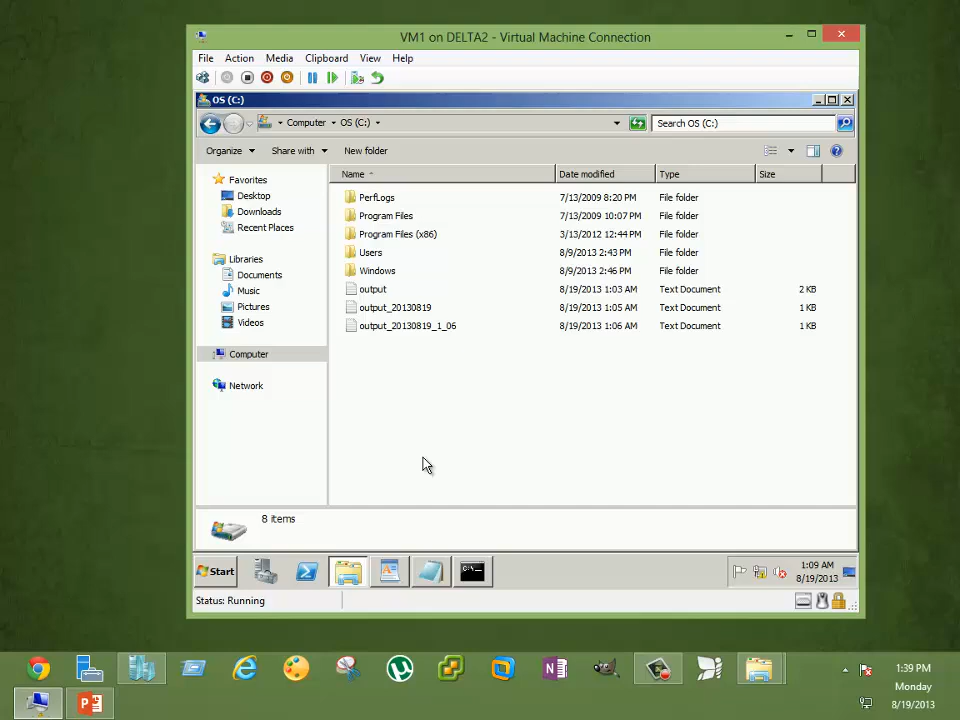 VM1 on DELTA2 - Virtual Machine Connection
File Action Media Clipboard View Help
OS (C:)
Computer OS (C:) Search OS (C:)
Organize Share with New folder
Name Date modified Type Size
Favorites
Desktop
Downloads
Recent Places
Libraries
Documents
Music
Pictures
Videos
Computer
Network
PerfLogs 7/13/2009 8:20 PM File folder
Program Files 7/13/2009 10:07 PM File folder
Program Files (x86) 3/13/2012 12:44 PM File folder
Users 8/9/2013 2:43 PM File folder
Windows 8/9/2013 2:46 PM File folder
output 8/19/2013 1:03 AM Text Document 2 KB
output_20130819 8/19/2013 1:05 AM Text Document 1 KB
output_20130819_1_06 8/19/2013 1:06 AM Text Document 1 KB
8 items
Start
1:09 AM
8/19/2013
Status: Running
1:39 PM
Monday
8/19/2013